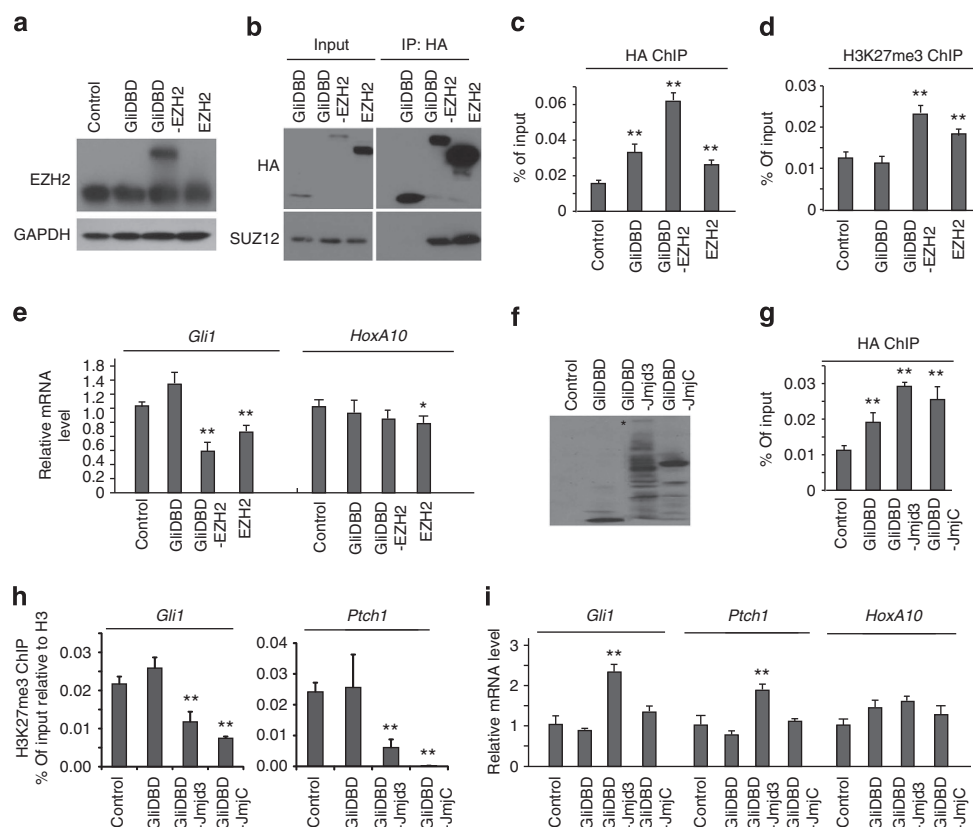 a
Control
GliDBD
GliDBD
-EZH2
EZH2
EZH2
GAPDH
b
Input
IP: HA
GliDBD
GliDBD
-EZH2
EZH2
GliDBD
GliDBD
-EZH2
EZH2
HA
SUZ12
c
HA ChIP
% of input
0.06
0.04
0.02
0
**
**
**
Control
GliDBD
GliDBD
-EZH2
EZH2
d
H3K27me3 ChIP
% Of input
0.03
0.02
0.01
0
**
**
Control
GliDBD
GliDBD
-EZH2
EZH2
e
Gli1
HoxA10
Relative mRNA
level
1.8
1.4
1.2
1.0
0.8
0.6
0.4
0.2
0
**
**
*
Control
GliDBD
GliDBD
-EZH2
EZH2
Control
GliDBD
GliDBD
-EZH2
EZH2
f
Control
GliDBD
GliDBD
-Jmjd3
GliDBD
-JmjC
*
g
HA ChIP
% Of input
0.03
0.02
0.01
0
**
**
**
Control
GliDBD
GliDBD
-Jmjd3
GliDBD
-JmjC
h
Gli1
Ptch1
H3K27me3 ChIP
% Of input relative to H3
0.03
0.02
0.01
0.00
**
**
Control
GliDBD
GliDBD
-Jmjd3
GliDBD
-JmjC
0.04
0.03
0.02
0.01
0.00
**
**
Control
GliDBD
GliDBD
-Jmjd3
GliDBD
-JmjC
i
Gli1
Ptch1
HoxA10
Relative mRNA level
3
2
1
0
**
**
Control
GliDBD
GliDBD
-Jmjd3
GliDBD
-JmjC
Control
GliDBD
GliDBD
-Jmjd3
GliDBD
-JmjC
Control
GliDBD
GliDBD
-Jmjd3
GliDBD
-JmjC